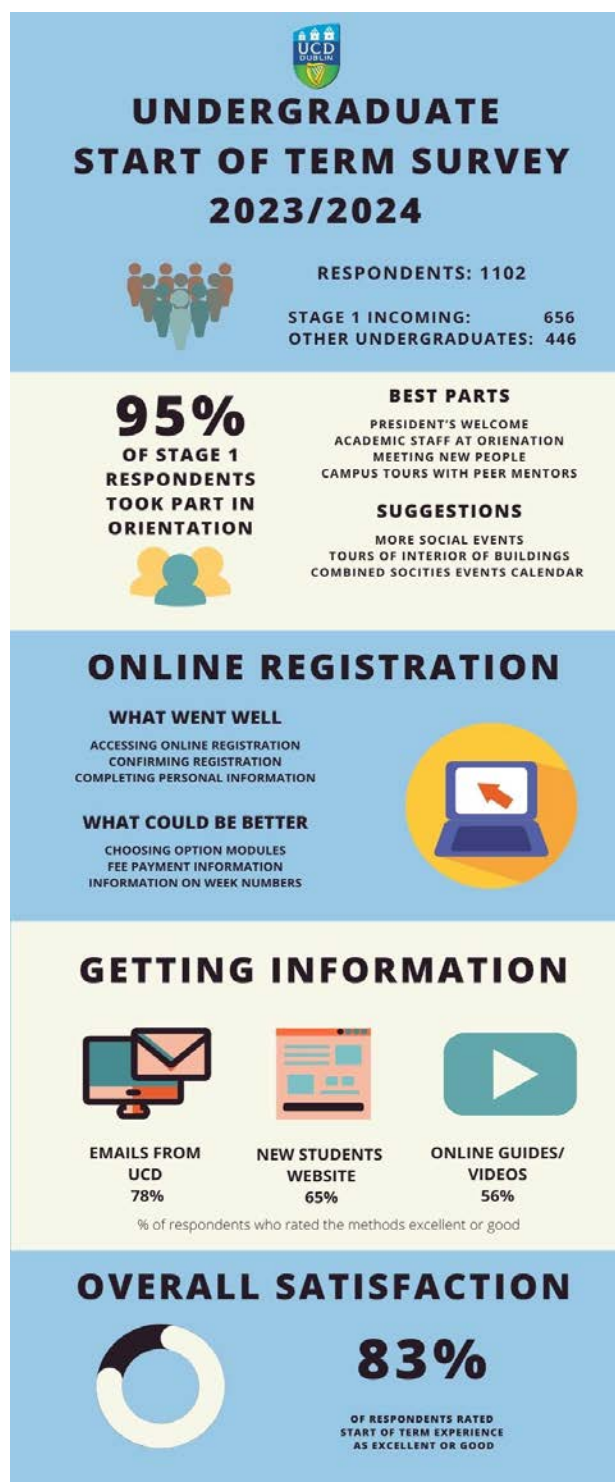 UCD
DUBLIN
UNDERGRADUATE
START OF TERM SURVEY
2023/2024
RESPONDENTS: 1102
STAGE 1 INCOMING: 656
OTHER UNDERGRADUATES: 446
95%
OF STAGE 1
RESPONDENTS
TOOK PART IN
ORIENTATION
BEST PARTS
PRESIDENT'S WELCOME
ACADEMIC STAFF AT ORIENATION
MEETING NEW PEOPLE
CAMPUS TOURS WITH PEER MENTORS
SUGGESTIONS
MORE SOCIAL EVENTS
TOURS OF INTERIOR OF BUILDINGS
COMBINED SOCITIES EVENTS CALENDAR
ONLINE REGISTRATION
WHAT WENT WELL
ACCESSING ONLINE REGISTRATION
CONFIRMING REGISTRATION
COMPLETING PERSONAL INFORMATION
WHAT COULD BE BETTER
CHOOSING OPTION MODULES
FEE PAYMENT INFORMATION
INFORMATION ON WEEK NUMBERS
GETTING INFORMATION
EMAILS FROM
UCD
78%
NEW STUDENTS
WEBSITE
65%
ONLINE GUIDES/
VIDEOS
56%
% of respondents who rated the methods excellent or good
OVERALL SATISFACTION
83%
OF RESPONDENTS RATED
START OF TERM EXPERIENCE
AS EXCELLENT OR GOOD